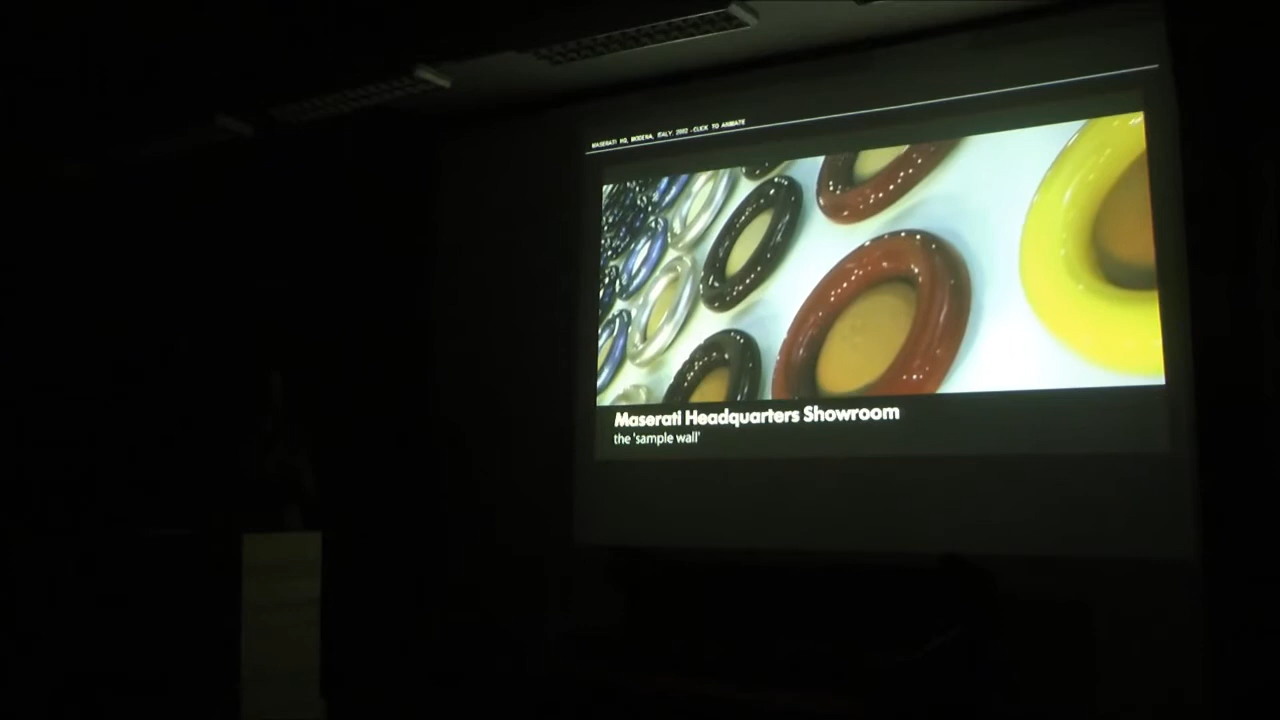 MASERATI HQ, MODENA, ITALY, 2002 - CLICK TO ANIMATE
Maserati Headquarters Showroom
the 'sample wall'